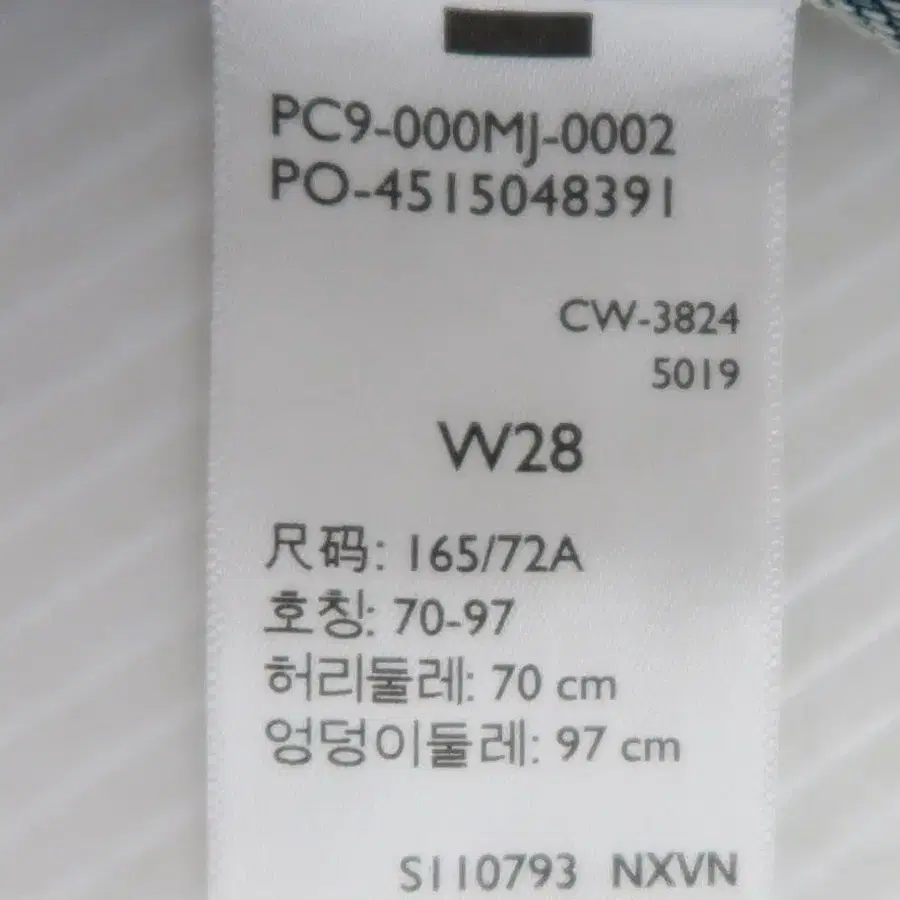 PC9-000MJ-0002
PO-4515048391
CW-3824
5019
W28
尺码: 165/72A
호칭: 70-97
허리둘레: 70 cm
엉덩이둘레: 97 cm
S110793 NXVN